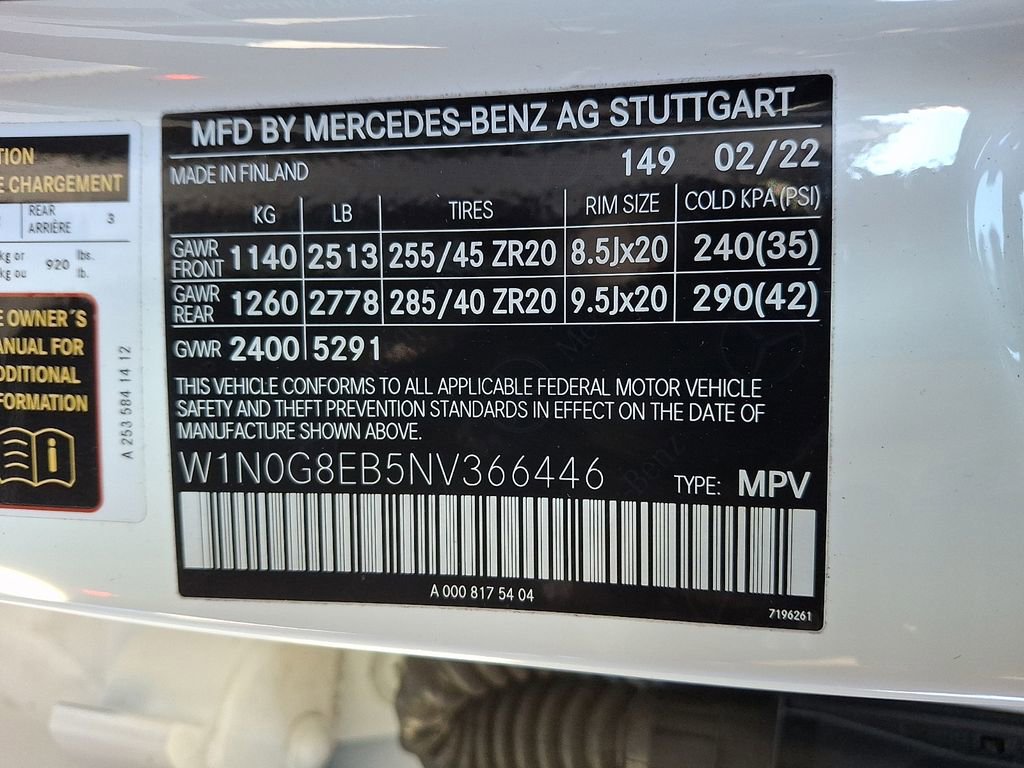 MFD BY MERCEDES-BENZ AG STUTTGART
MADE IN FINLAND 149 02/22
KG LB TIRES RIM SIZE COLD KPA (PSI)
GAWR FRONT 1140 2513 255/45 ZR20 8.5Jx20 240(35)
GAWR REAR 1260 2778 285/40 ZR20 9.5Jx20 290(42)
GVWR 2400 5291
THIS VEHICLE CONFORMS TO ALL APPLICABLE FEDERAL MOTOR VEHICLE
SAFETY AND THEFT PREVENTION STANDARDS IN EFFECT ON THE DATE OF
MANUFACTURE SHOWN ABOVE.
W1N0G8EB5NV366446 TYPE: MPV
A 000 817 54 04
7196261
CHARGEMENT
REAR
ARRIÈRE 3
kg or 920 lbs.
kg ou lb.
OWNER´S
FOR
A 253 584 14 12